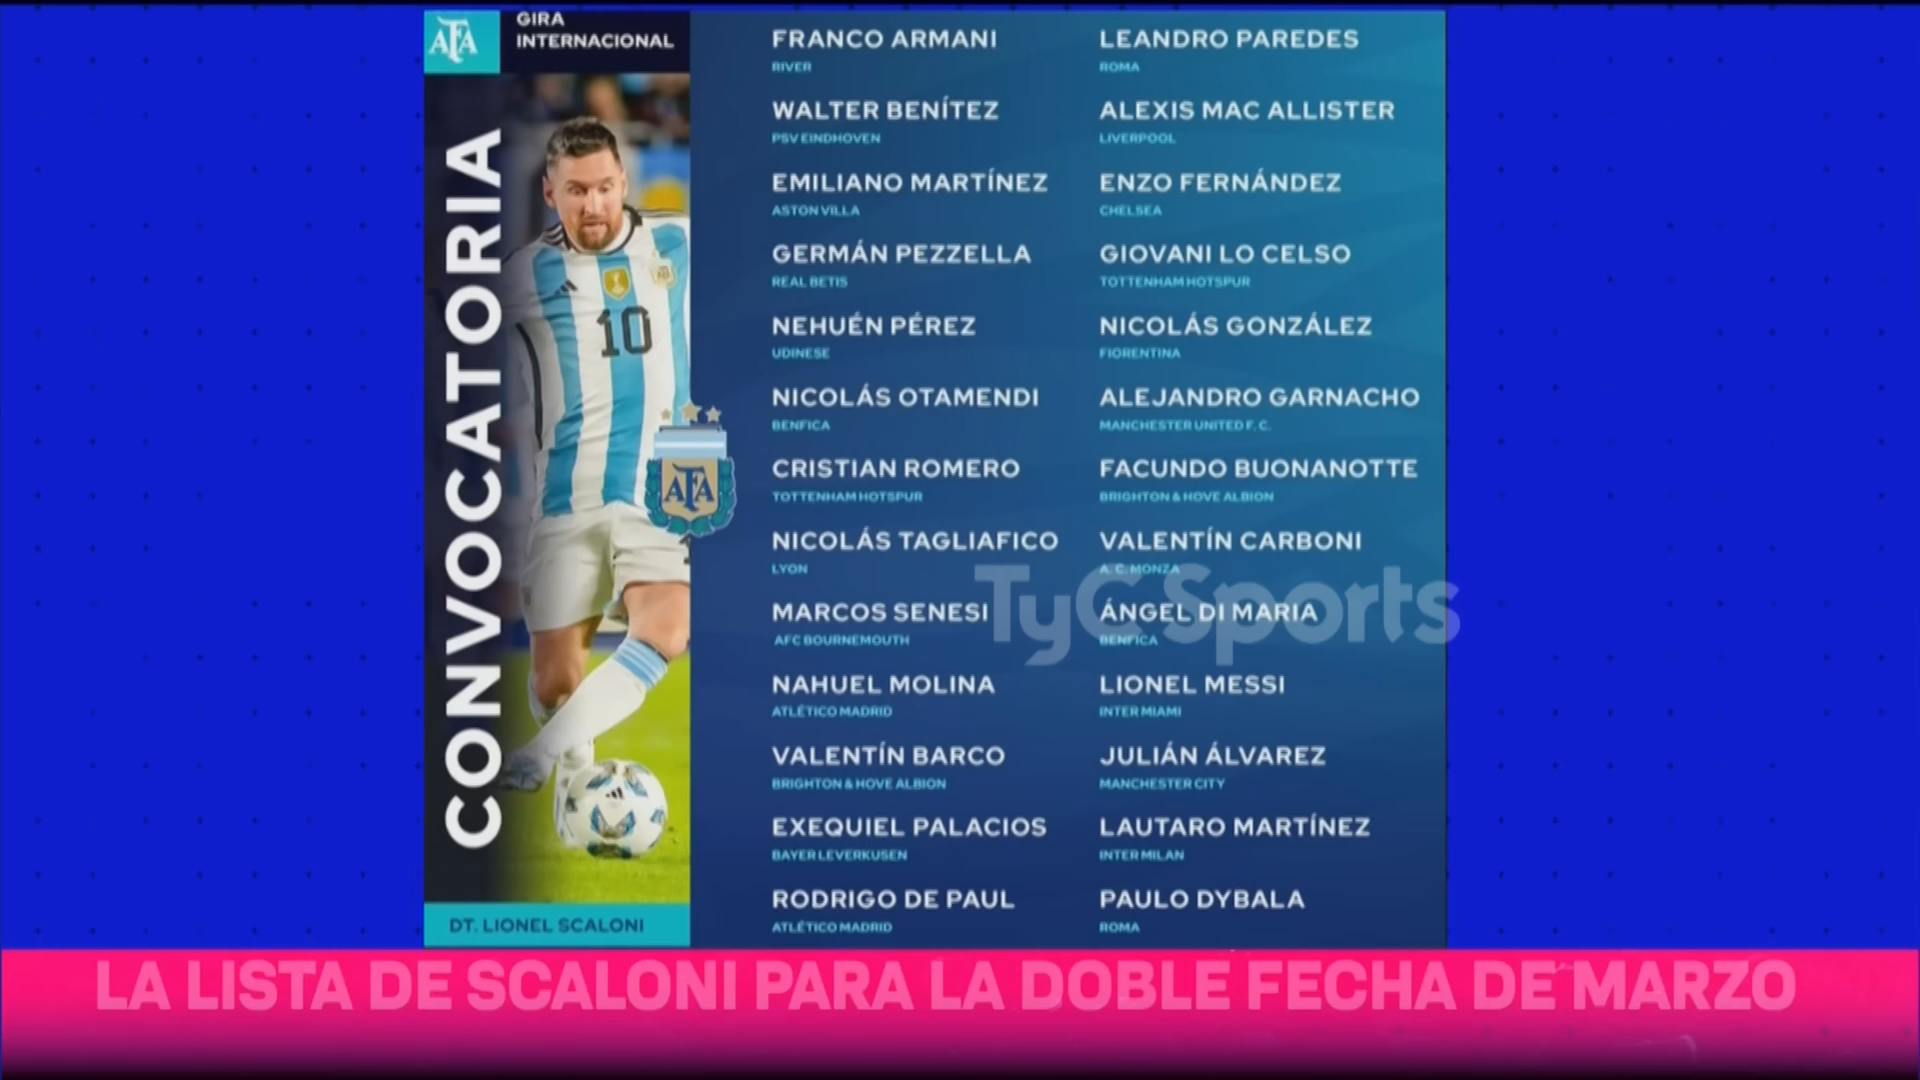 AFA
GIRA
INTERNACIONAL
CONVOCATORIA
10
AFA
DT. LIONEL SCALONI
FRANCO ARMANI
RIVER
WALTER BENÍTEZ
PSV EINDHOVEN
EMILIANO MARTÍNEZ
ASTON VILLA
GERMÁN PEZZELLA
REAL BETIS
NEHUÉN PÉREZ
UDINESE
NICOLÁS OTAMENDI
BENFICA
CRISTIAN ROMERO
TOTTENHAM HOTSPUR
NICOLÁS TAGLIAFICO
LYON
MARCOS SENESI
AFC BOURNEMOUTH
NAHUEL MOLINA
ATLÉTICO MADRID
VALENTÍN BARCO
BRIGHTON & HOVE ALBION
EXEQUIEL PALACIOS
BAYER LEVERKUSEN
RODRIGO DE PAUL
ATLÉTICO MADRID
LEANDRO PAREDES
ROMA
ALEXIS MAC ALLISTER
LIVERPOOL
ENZO FERNÁNDEZ
CHELSEA
GIOVANI LO CELSO
TOTTENHAM HOTSPUR
NICOLÁS GONZÁLEZ
FIORENTINA
ALEJANDRO GARNACHO
MANCHESTER UNITED F. C.
FACUNDO BUONANOTTE
BRIGHTON & HOVE ALBION
VALENTÍN CARBONI
A. C. MONZA
ÁNGEL DI MARIA
BENFICA
LIONEL MESSI
INTER MIAMI
JULIÁN ÁLVAREZ
MANCHESTER CITY
LAUTARO MARTÍNEZ
INTER MILAN
PAULO DYBALA
ROMA
TyC Sports
LA LISTA DE SCALONI PARA LA DOBLE FECHA DE MARZO